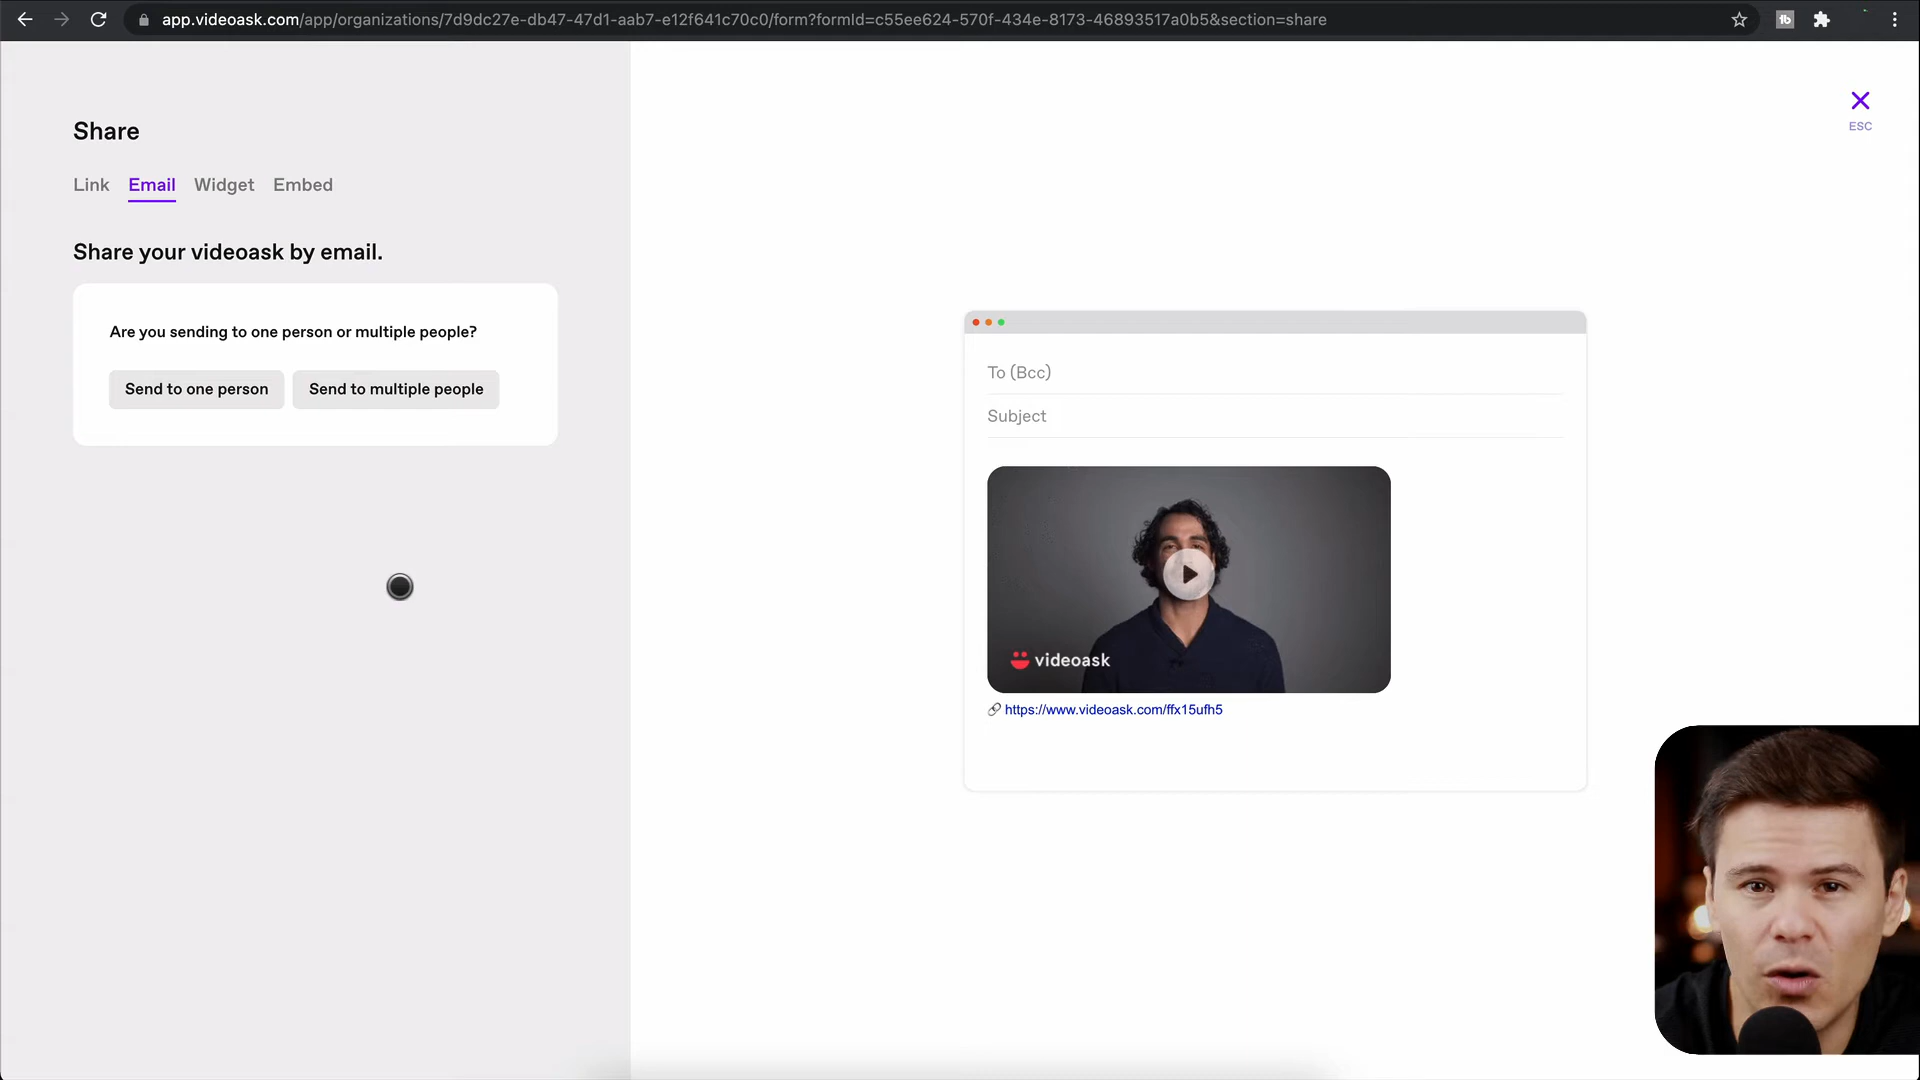 app.videoask.com/app/organizations/7d9dc27e-db47-47d1-aab7-e12f641c70c0/form?formId=c55ee624-570f-434e-8173-46893517a0b5&section=share
ESC
Share
Link Email Widget Embed
Share your videoask by email.
Are you sending to one person or multiple people?
Send to one person Send to multiple people
To (Bcc)
Subject
videoask
https://www.videoask.com/ffx15ufh5